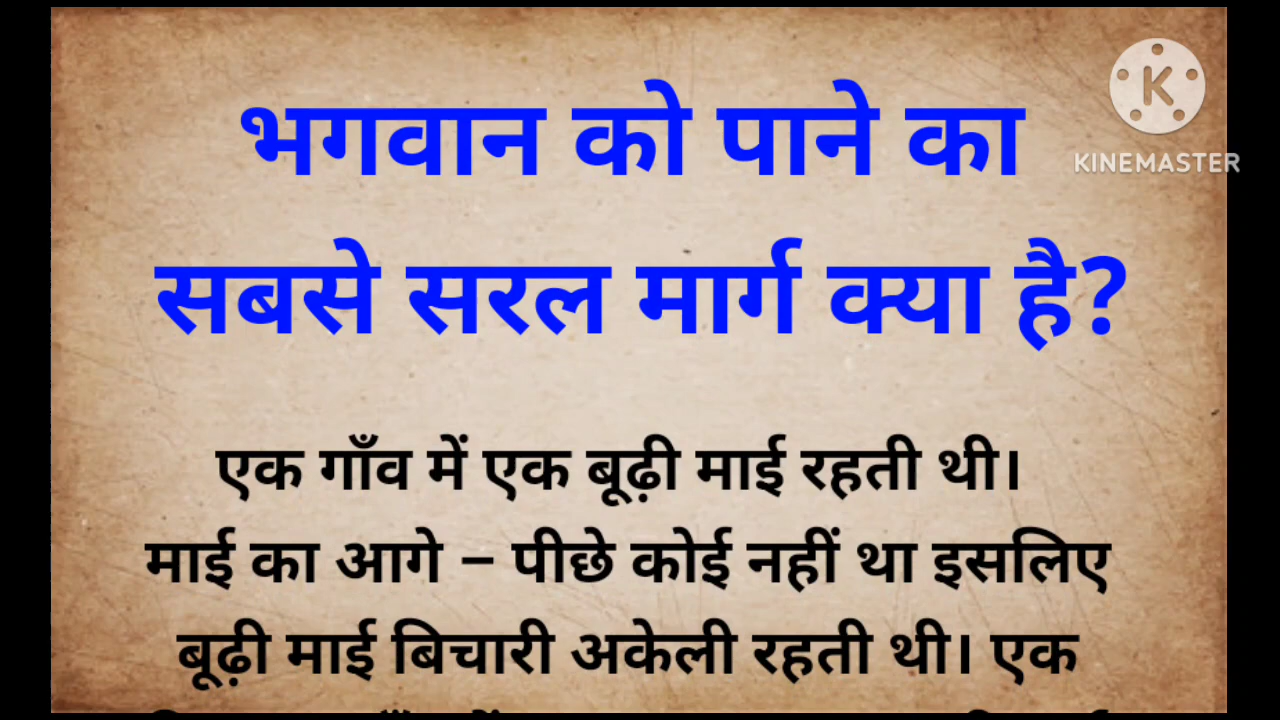 भगवान को पाने का
सबसे सरल मार्ग क्या है?
KINEMASTER
एक गाँव में एक बूढ़ी माई रहती थी।
माई का आगे – पीछे कोई नहीं था इसलिए
बूढ़ी माई बिचारी अकेली रहती थी। एक